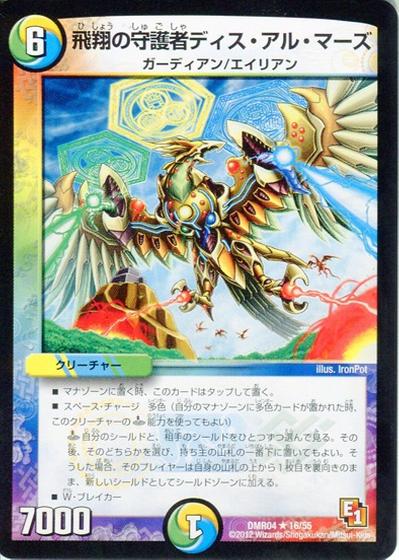 6
ひしょう しゅごしゃ
飛翔の守護者ディス・アル・マーズ
ガーディアン/エイリアン
illus. IronPot
クリーチャー
■ マナゾーンに置く時、このカードはタップして置く。
■ スペース・チャージ 多色 (自分のマナゾーンに多色カードが置かれた時、
このクリーチャーの 能力を使ってもよい)
自分のシールドと、相手のシールドをひとつずつ選んで見る。その
後、そのどちらかを選び、持ち主の山札の一番下に置いてもよい。そ
うした場合、そのプレイヤーは自身の山札の上から1枚目を裏向きのま
ま、新しいシールドとしてシールドゾーンに加える。
■ W・ブレイカー
7000
1
E1
DMR04 ★ 16/55
©2012 Wizards/Shogakukan/Mitsui-Kids